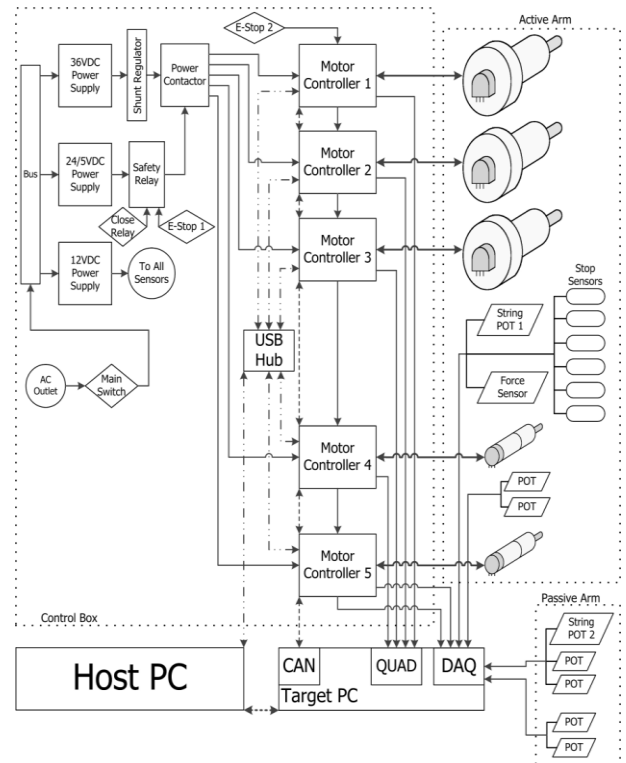 E-Stop 2
Active Arm
36VDC
Power
Supply
Shunt Regulator
Power
Contactor
Motor
Controller 1
Bus
24/5VDC
Power
Supply
Safety
Relay
Motor
Controller 2
Close
Relay
E-Stop 1
12VDC
Power
Supply
To All
Sensors
Motor
Controller 3
Stop
Sensors
String
POT 1
USB
Hub
AC
Outlet
Main
Switch
Force
Sensor
Motor
Controller 4
POT
POT
Motor
Controller 5
Control Box
Passive Arm
String
POT 2
Host PC
CAN
QUAD
DAQ
Target PC
POT
POT
POT
POT